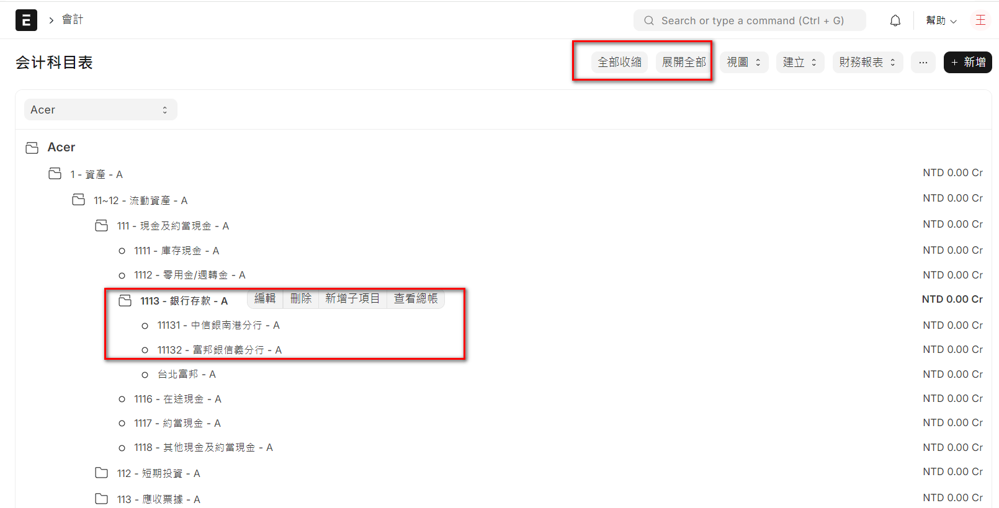 E > 會計 Search or type a command (Ctrl + G) 幫助 王
会计科目表 全部收縮 展開全部 視圖 建立 財務報表 ... + 新增
Acer
Acer
1 - 資產 - A NTD 0.00 Cr
11~12 - 流動資產 - A NTD 0.00 Cr
111 - 現金及約當現金 - A NTD 0.00 Cr
1111 - 庫存現金 - A NTD 0.00 Cr
1112 - 零用金/週轉金 - A NTD 0.00 Cr
1113 - 銀行存款 - A 編輯 刪除 新增子項目 查看總帳 NTD 0.00 Cr
11131 - 中信銀南港分行 - A NTD 0.00 Cr
11132 - 富邦銀信義分行 - A NTD 0.00 Cr
台北富邦 - A NTD 0.00 Cr
1116 - 在途現金 - A NTD 0.00 Cr
1117 - 約當現金 - A NTD 0.00 Cr
1118 - 其他現金及約當現金 - A NTD 0.00 Cr
112 - 短期投資 - A NTD 0.00 Cr
113 - 應收票據 - A NTD 0.00 Cr